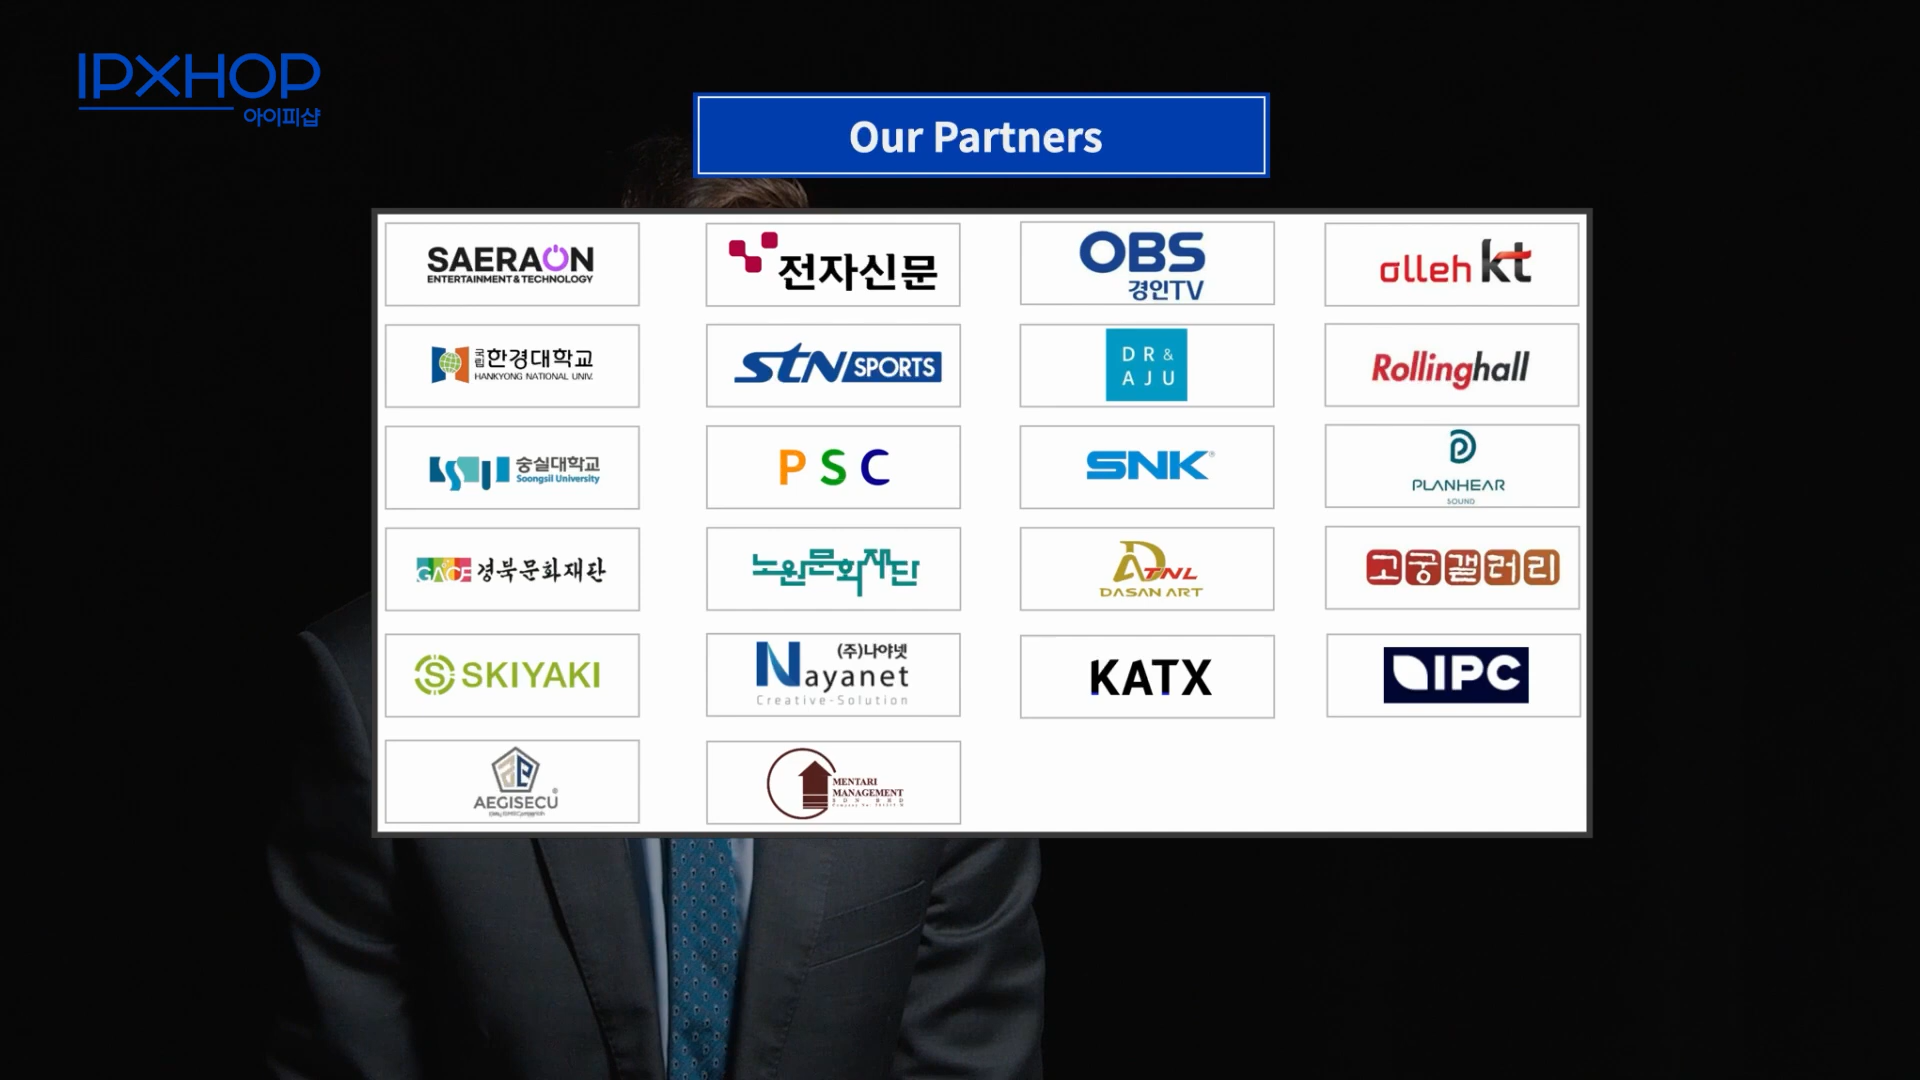 IPXHOP
아이피샵
Our Partners
SAERAON
ENTERTAINMENT & TECHNOLOGY
전자신문
OBS
경인TV
olleh kt
국립한경대학교
HANKYONG NATIONAL UNIV.
STN SPORTS
DR &
AJU
Rollinghall
숭실대학교
Soongsil University
PSC
SNK®
PLANHEAR
SOUND
GACF 경북문화재단
노원문화재단
DA TNL
DASAN ART
고궁갤러리
SKIYAKI
(주)나야넷
Nayanet
Creative-Solution
KATX
IPC
AEGISECU®
MENTARI
MANAGEMENT
SDN BHD